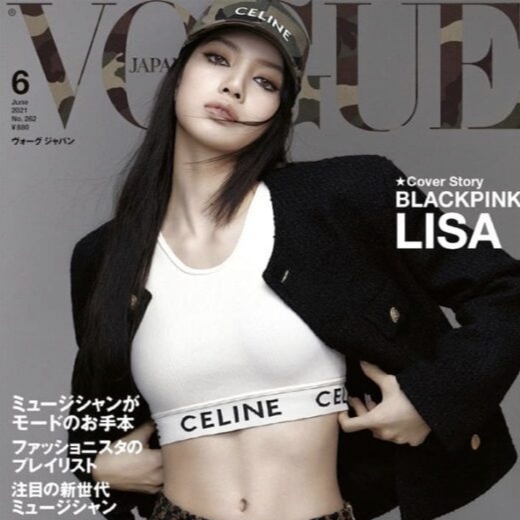 VOGUE
JAPA
CELINE
6
June
2021
No. 262
¥880
ヴォーグ ジャパン
★Cover Story
BLACKPINK
LISA
CELINE CE
ミュージシャンが
モードのお手本
ファッショニスタの
プレイリスト
注目の新世代
ミュージシャン